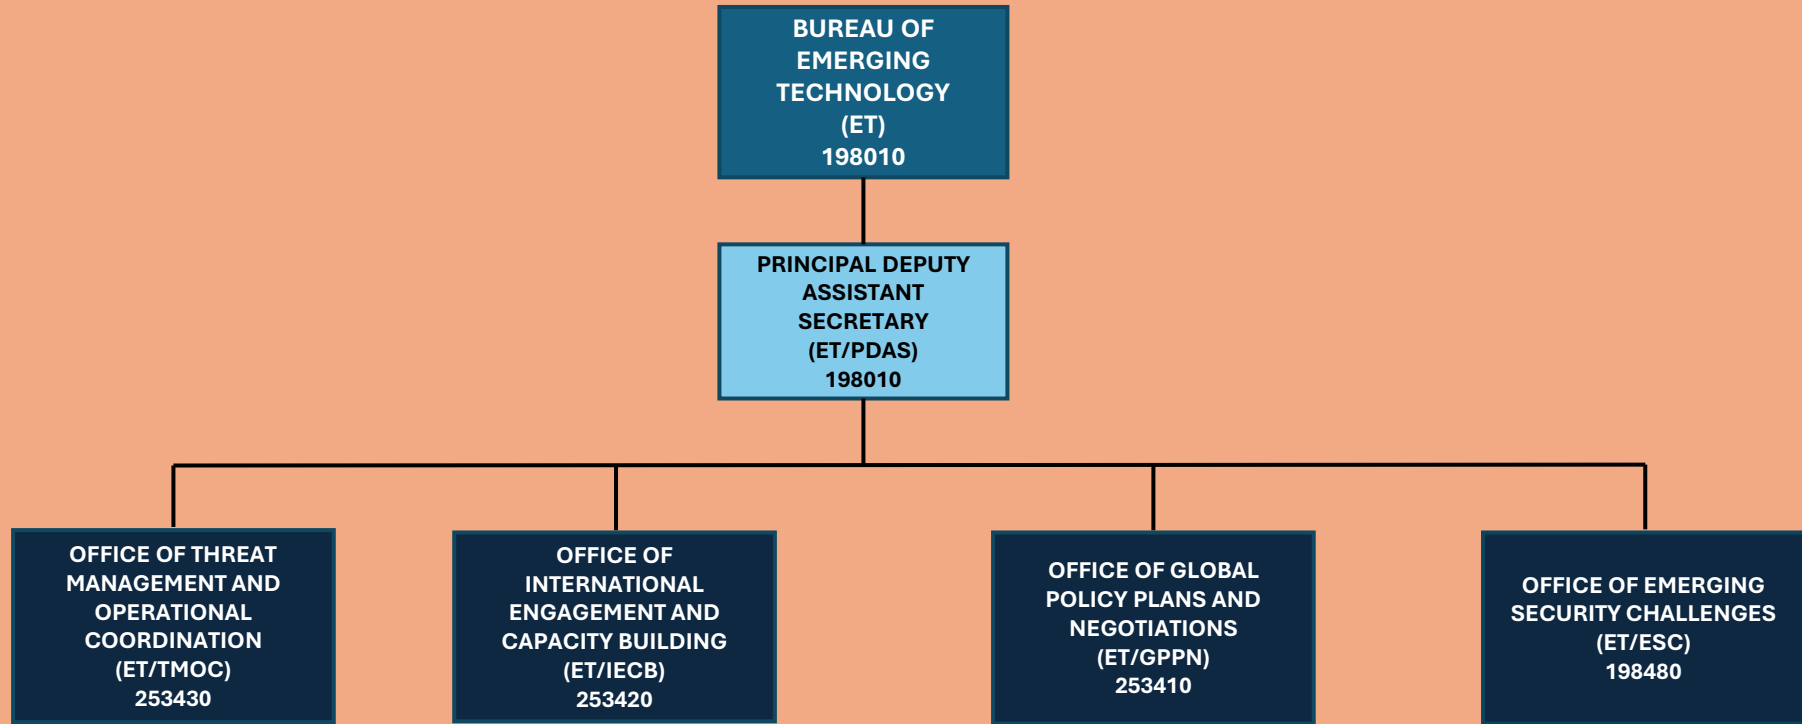 BUREAU OF
EMERGING
TECHNOLOGY
(ET)
198010
PRINCIPAL DEPUTY
ASSISTANT
SECRETARY
(ET/PDAS)
198010
OFFICE OF THREAT
MANAGEMENT AND
OPERATIONAL
COORDINATION
(ET/TMOC)
253430
OFFICE OF
INTERNATIONAL
ENGAGEMENT AND
CAPACITY BUILDING
(ET/IECB)
253420
OFFICE OF GLOBAL
POLICY PLANS AND
NEGOTIATIONS
(ET/GPPN)
253410
OFFICE OF EMERGING
SECURITY CHALLENGES
(ET/ESC)
198480